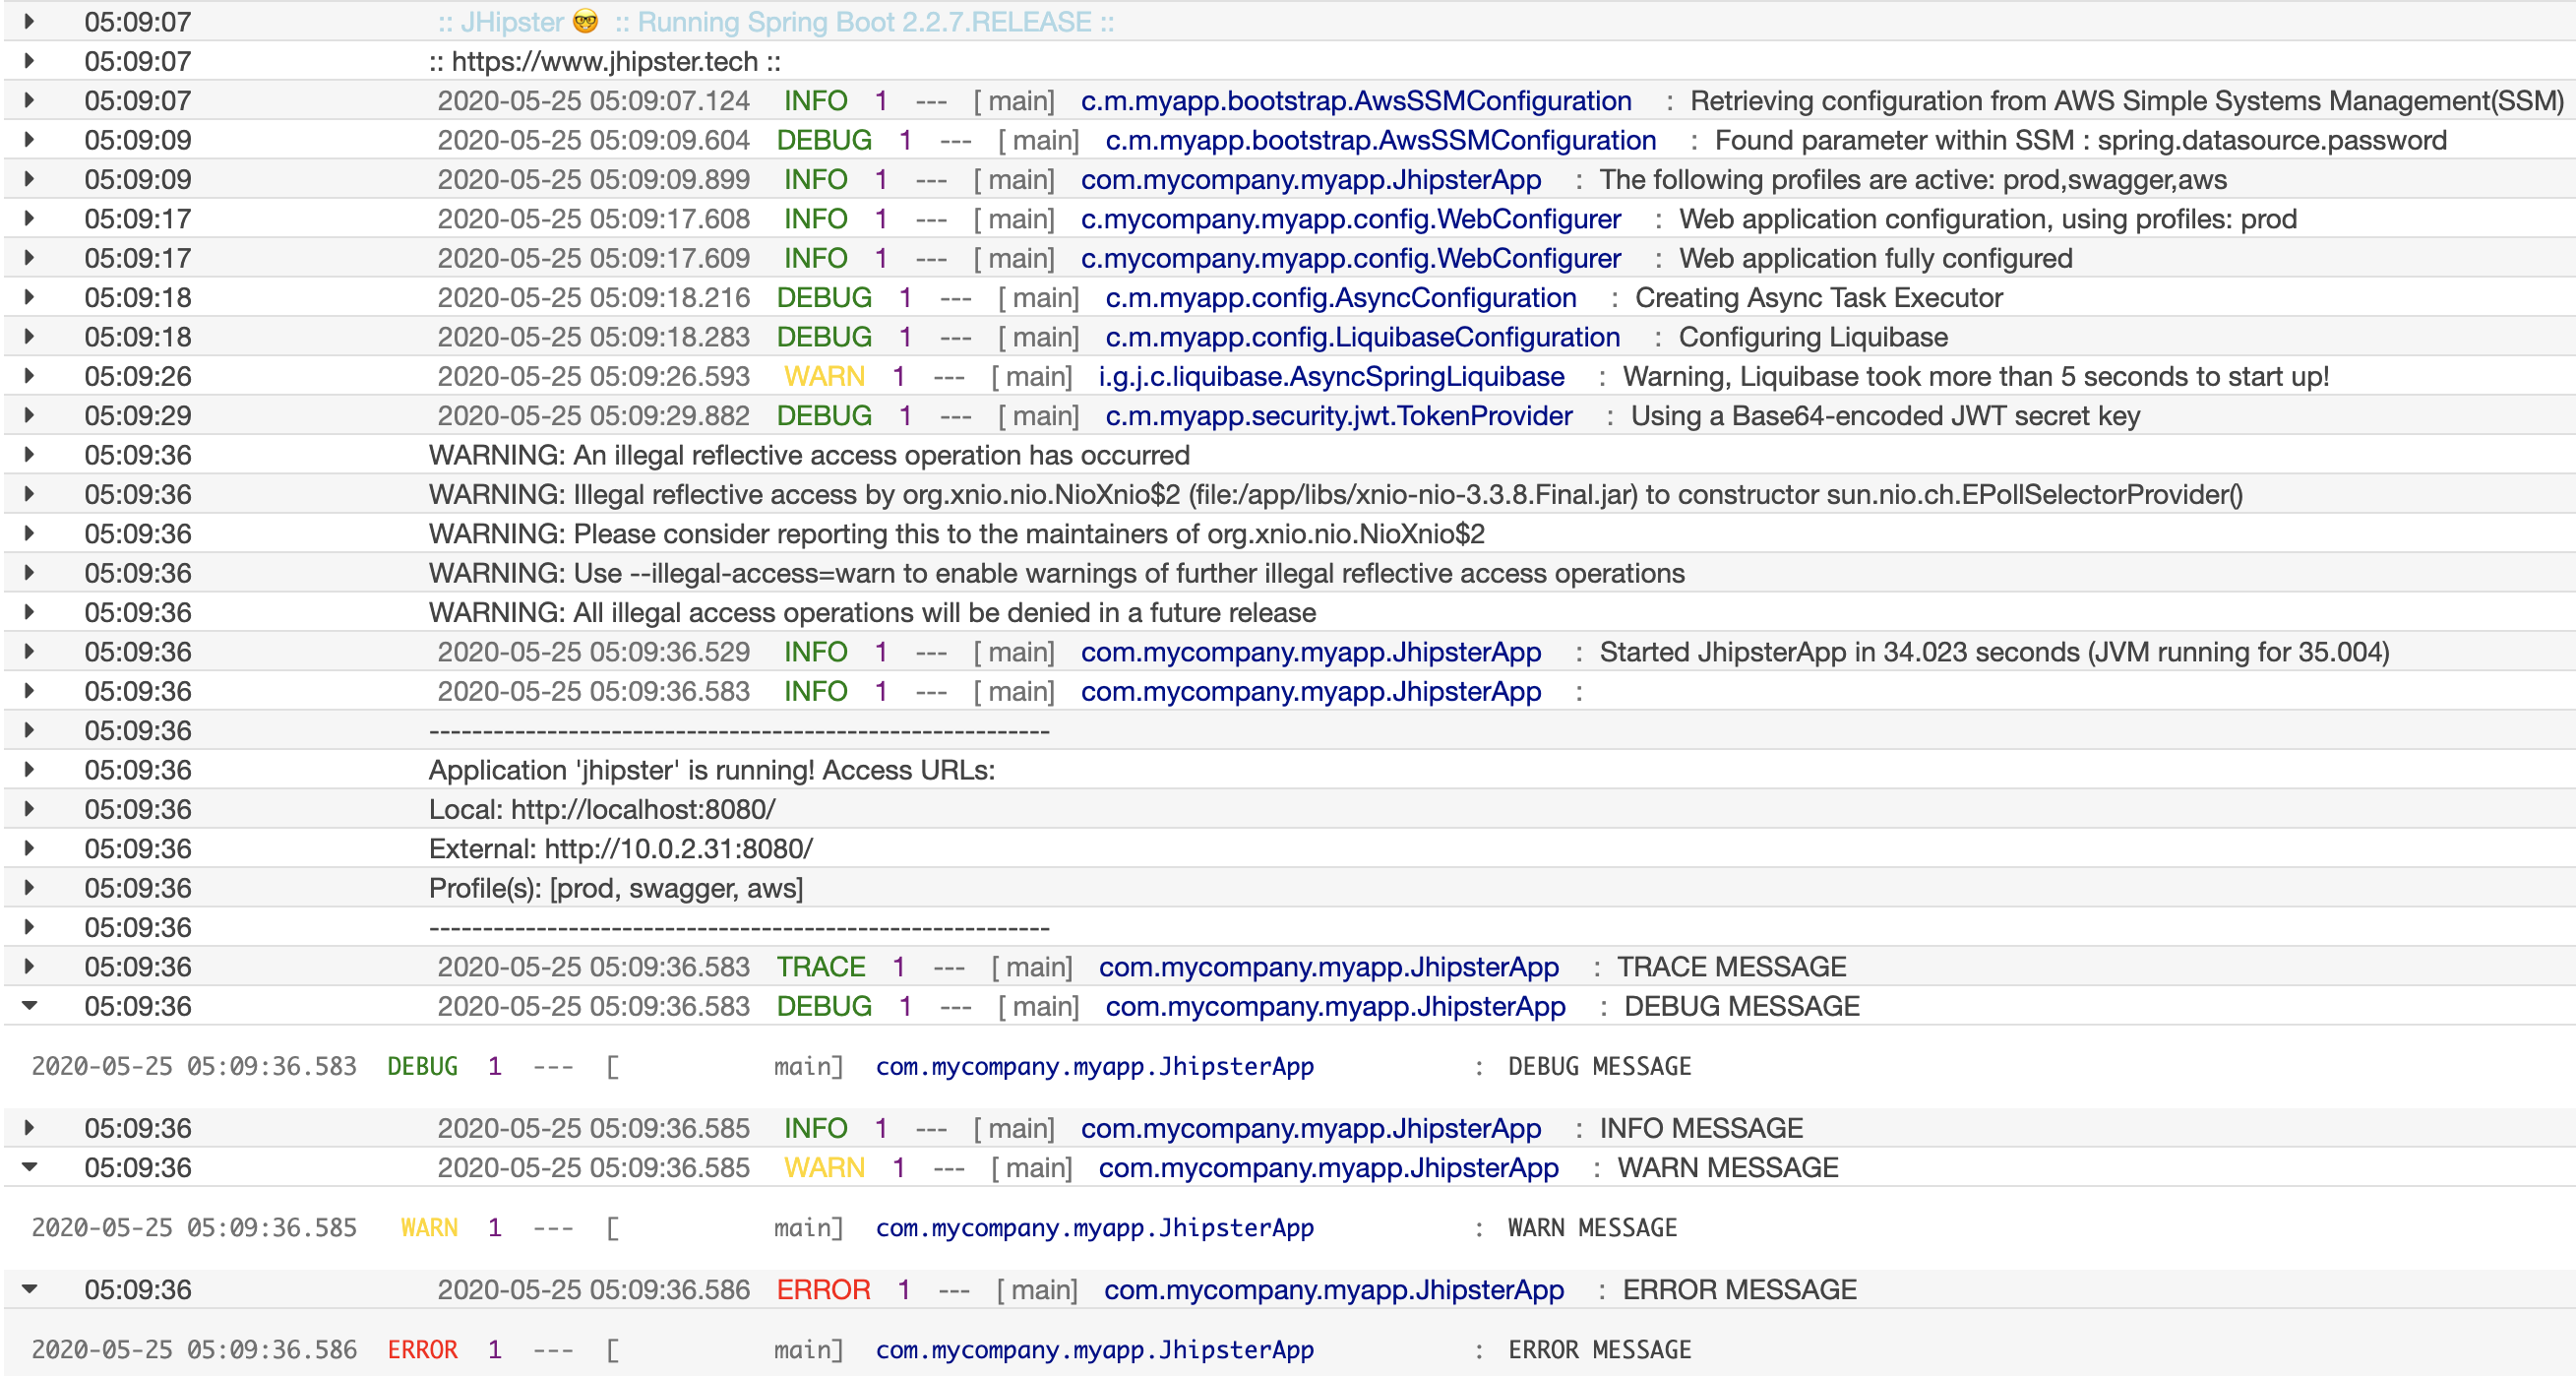 05:09:07 :: JHipster 🤓 :: Running Spring Boot 2.2.7.RELEASE ::
05:09:07 :: https://www.jhipster.tech ::
05:09:07 2020-05-25 05:09:07.124 INFO 1 --- [ main] c.m.myapp.bootstrap.AwsSSMConfiguration : Retrieving configuration from AWS Simple Systems Management(SSM)
05:09:09 2020-05-25 05:09:09.604 DEBUG 1 --- [ main] c.m.myapp.bootstrap.AwsSSMConfiguration : Found parameter within SSM : spring.datasource.password
05:09:09 2020-05-25 05:09:09.899 INFO 1 --- [ main] com.mycompany.myapp.JhipsterApp : The following profiles are active: prod,swagger,aws
05:09:17 2020-05-25 05:09:17.608 INFO 1 --- [ main] c.mycompany.myapp.config.WebConfigurer : Web application configuration, using profiles: prod
05:09:17 2020-05-25 05:09:17.609 INFO 1 --- [ main] c.mycompany.myapp.config.WebConfigurer : Web application fully configured
05:09:18 2020-05-25 05:09:18.216 DEBUG 1 --- [ main] c.m.myapp.config.AsyncConfiguration : Creating Async Task Executor
05:09:18 2020-05-25 05:09:18.283 DEBUG 1 --- [ main] c.m.myapp.config.LiquibaseConfiguration : Configuring Liquibase
05:09:26 2020-05-25 05:09:26.593 WARN 1 --- [ main] i.g.j.c.liquibase.AsyncSpringLiquibase : Warning, Liquibase took more than 5 seconds to start up!
05:09:29 2020-05-25 05:09:29.882 DEBUG 1 --- [ main] c.m.myapp.security.jwt.TokenProvider : Using a Base64-encoded JWT secret key
05:09:36 WARNING: An illegal reflective access operation has occurred
05:09:36 WARNING: Illegal reflective access by org.xnio.nio.NioXnio$2 (file:/app/libs/xnio-nio-3.3.8.Final.jar) to constructor sun.nio.ch.EPollSelectorProvider()
05:09:36 WARNING: Please consider reporting this to the maintainers of org.xnio.nio.NioXnio$2
05:09:36 WARNING: Use --illegal-access=warn to enable warnings of further illegal reflective access operations
05:09:36 WARNING: All illegal access operations will be denied in a future release
05:09:36 2020-05-25 05:09:36.529 INFO 1 --- [ main] com.mycompany.myapp.JhipsterApp : Started JhipsterApp in 34.023 seconds (JVM running for 35.004)
05:09:36 2020-05-25 05:09:36.583 INFO 1 --- [ main] com.mycompany.myapp.JhipsterApp :
05:09:36 ----------------------------------------------------------
05:09:36 Application 'jhipster' is running! Access URLs:
05:09:36 Local: http://localhost:8080/
05:09:36 External: http://10.0.2.31:8080/
05:09:36 Profile(s): [prod, swagger, aws]
05:09:36 ----------------------------------------------------------
05:09:36 2020-05-25 05:09:36.583 TRACE 1 --- [ main] com.mycompany.myapp.JhipsterApp : TRACE MESSAGE
05:09:36 2020-05-25 05:09:36.583 DEBUG 1 --- [ main] com.mycompany.myapp.JhipsterApp : DEBUG MESSAGE
2020-05-25 05:09:36.583 DEBUG 1 --- [ main] com.mycompany.myapp.JhipsterApp : DEBUG MESSAGE
05:09:36 2020-05-25 05:09:36.585 INFO 1 --- [ main] com.mycompany.myapp.JhipsterApp : INFO MESSAGE
05:09:36 2020-05-25 05:09:36.585 WARN 1 --- [ main] com.mycompany.myapp.JhipsterApp : WARN MESSAGE
2020-05-25 05:09:36.585 WARN 1 --- [ main] com.mycompany.myapp.JhipsterApp : WARN MESSAGE
05:09:36 2020-05-25 05:09:36.586 ERROR 1 --- [ main] com.mycompany.myapp.JhipsterApp : ERROR MESSAGE
2020-05-25 05:09:36.586 ERROR 1 --- [ main] com.mycompany.myapp.JhipsterApp : ERROR MESSAGE